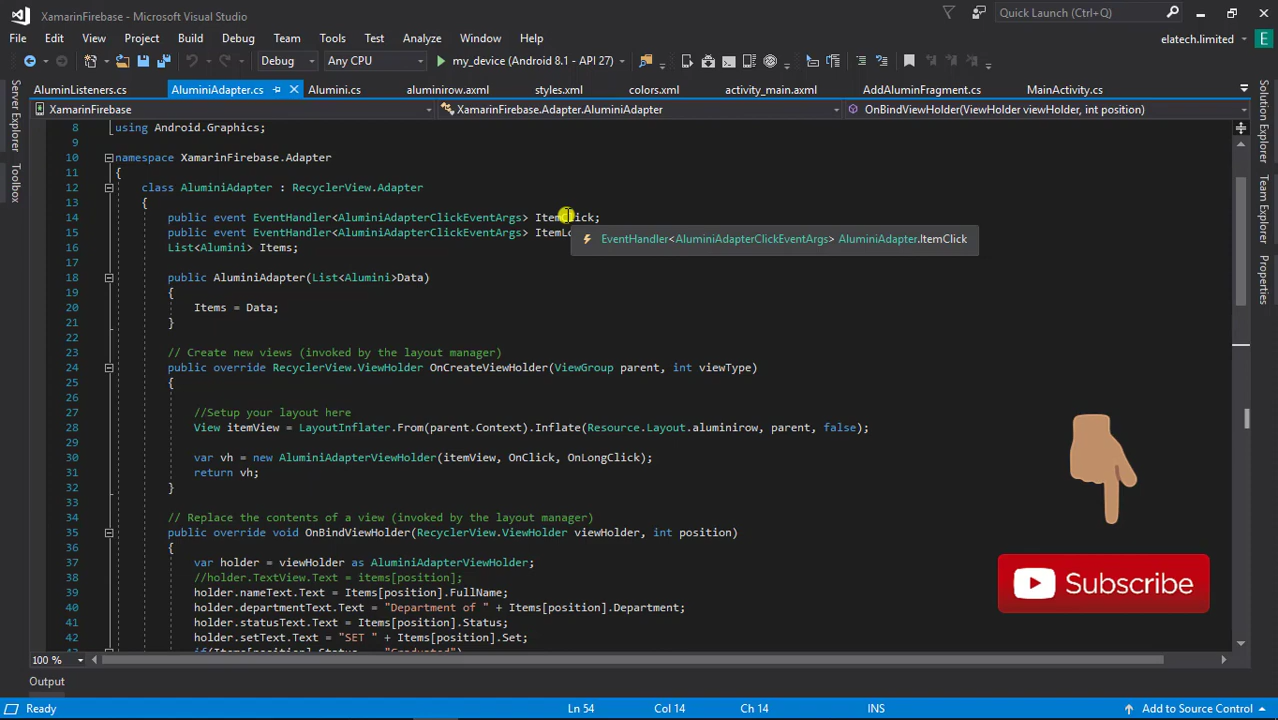 XamarinFirebase - Microsoft Visual Studio
Quick Launch (Ctrl+Q)
File Edit View Project Build Debug Team Tools Test Analyze Window Help
elatech.limited E
Debug Any CPU my_device (Android 8.1 - API 27)
AluminListeners.cs AluminiAdapter.cs Alumini.cs aluminirow.axml styles.xml colors.xml activity_main.axml AddAluminFragment.cs MainActivity.cs
XamarinFirebase XamarinFirebase.Adapter.AluminiAdapter OnBindViewHolder(ViewHolder viewHolder, int position)
Server Explorer
Toolbox
Solution Explorer
Team Explorer
Properties
8 using Android.Graphics;
9
10 namespace XamarinFirebase.Adapter
11 {
12 class AluminiAdapter : RecyclerView.Adapter
13 {
14 public event EventHandler<AluminiAdapterClickEventArgs> ItemClick;
15 public event EventHandler<AluminiAdapterClickEventArgs>
EventHandler<AluminiAdapterClickEventArgs> AluminiAdapter.ItemClick
16 List<Alumini> Items;
17
18 public AluminiAdapter(List<Alumini>Data)
19 {
20 Items = Data;
21 }
22
23 // Create new views (invoked by the layout manager)
24 public override RecyclerView.ViewHolder OnCreateViewHolder(ViewGroup parent, int viewType)
25 {
26
27 //Setup your layout here
28 View itemView = LayoutInflater.From(parent.Context).Inflate(Resource.Layout.aluminirow, parent, false);
29
30 var vh = new AluminiAdapterViewHolder(itemView, OnClick, OnLongClick);
31 return vh;
32 }
33
34 // Replace the contents of a view (invoked by the layout manager)
35 public override void OnBindViewHolder(RecyclerView.ViewHolder viewHolder, int position)
36 {
37 var holder = viewHolder as AluminiAdapterViewHolder;
38 //holder.TextView.Text = items[position];
39 holder.nameText.Text = Items[position].FullName;
40 holder.departmentText.Text = "Department of " + Items[position].Department;
41 holder.statusText.Text = Items[position].Status;
42 holder.setText.Text = "SET " + Items[position].Set;
Subscribe
100 %
Output
Ready Ln 54 Col 14 Ch 14 INS Add to Source Control